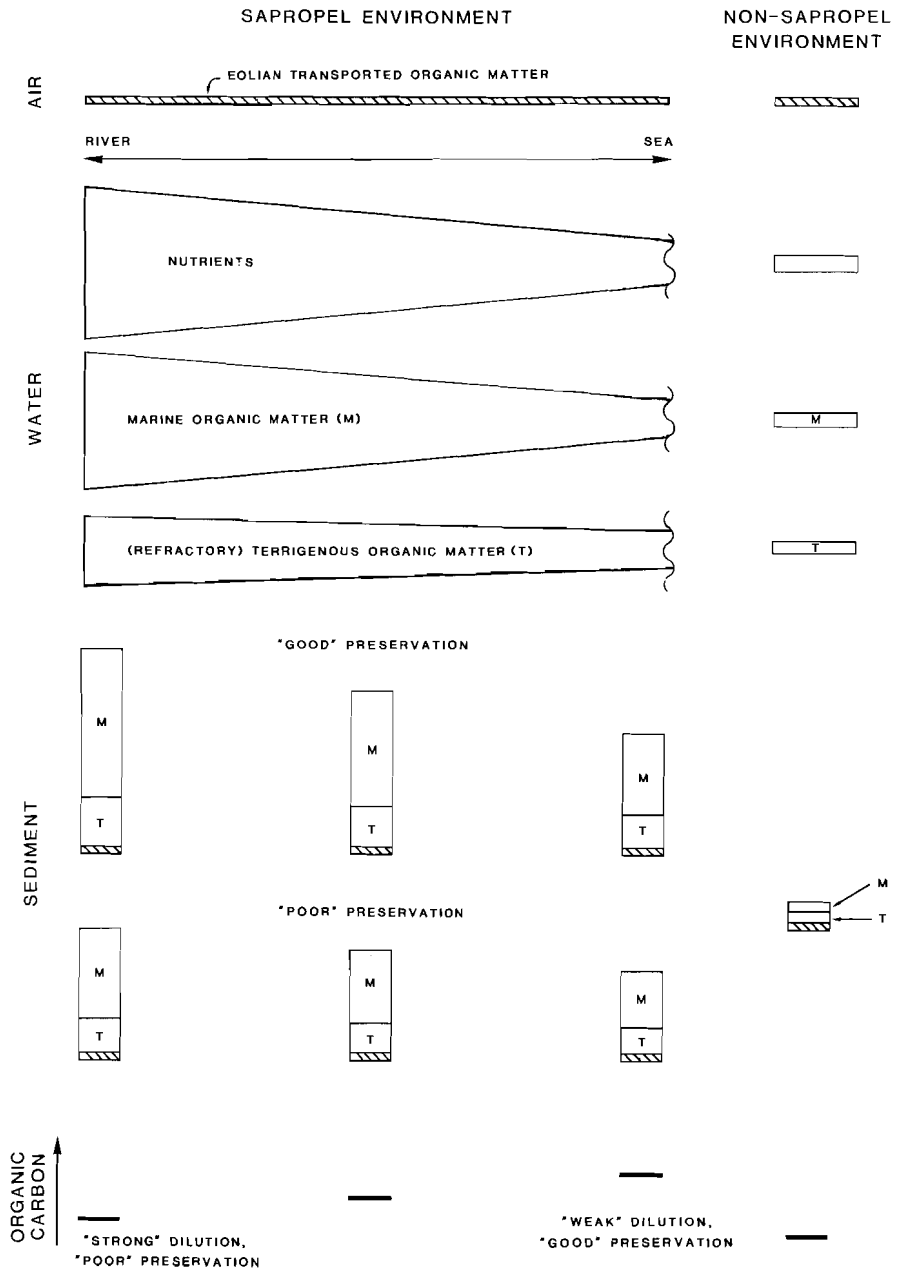 SAPROPEL ENVIRONMENT
NON-SAPROPEL
ENVIRONMENT
AIR
EOLIAN TRANSPORTED ORGANIC MATTER
RIVER
SEA
WATER
NUTRIENTS
MARINE ORGANIC MATTER (M)
M
(REFRACTORY) TERRIGENOUS ORGANIC MATTER (T)
T
SEDIMENT
"GOOD" PRESERVATION
M
M
M
T
T
T
M
T
"POOR" PRESERVATION
M
M
M
T
T
T
ORGANIC
CARBON
"STRONG" DILUTION,
"POOR" PRESERVATION
"WEAK" DILUTION,
"GOOD" PRESERVATION